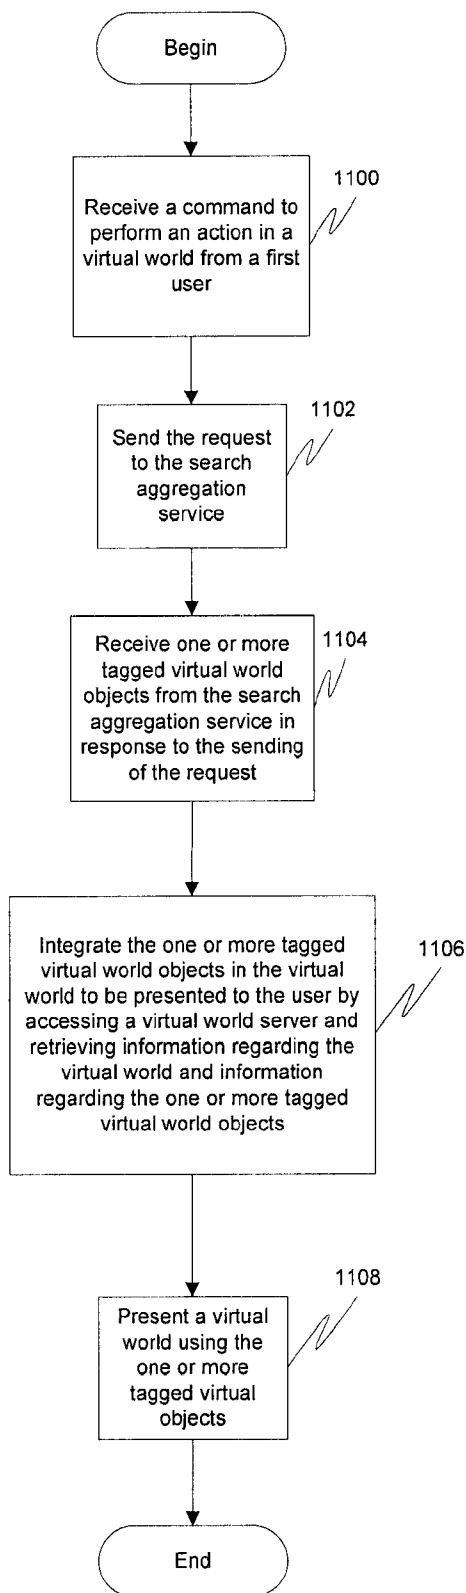 Begin
1100
Receive a command to
perform an action in a
virtual world from a first
user
1102
Send the request
to the search
aggregation
service
1104
Receive one or more
tagged virtual world
objects from the search
aggregation service in
response to the sending
of the request
1106
Integrate the one or more tagged
virtual world objects in the virtual
world to be presented to the user by
accessing a virtual world server and
retrieving information regarding the
virtual world and information
regarding the one or more tagged
virtual world objects
1108
Present a virtual
world using the
one or more
tagged virtual
objects
End